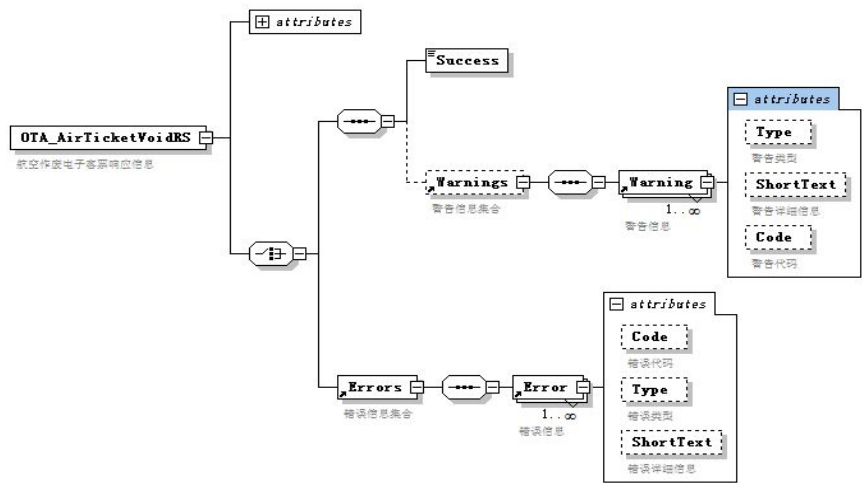 attributes
Success
OTA_AirTicketVoidRS
航空作废电子客票响应信息
Warnings
警告信息集合
Warning
1..∞
警告信息
attributes
Type
警告类型
ShortText
警告详细信息
Code
警告代码
Errors
错误信息集合
Error
1..∞
错误信息
attributes
Code
错误代码
Type
错误类型
ShortText
错误详细信息